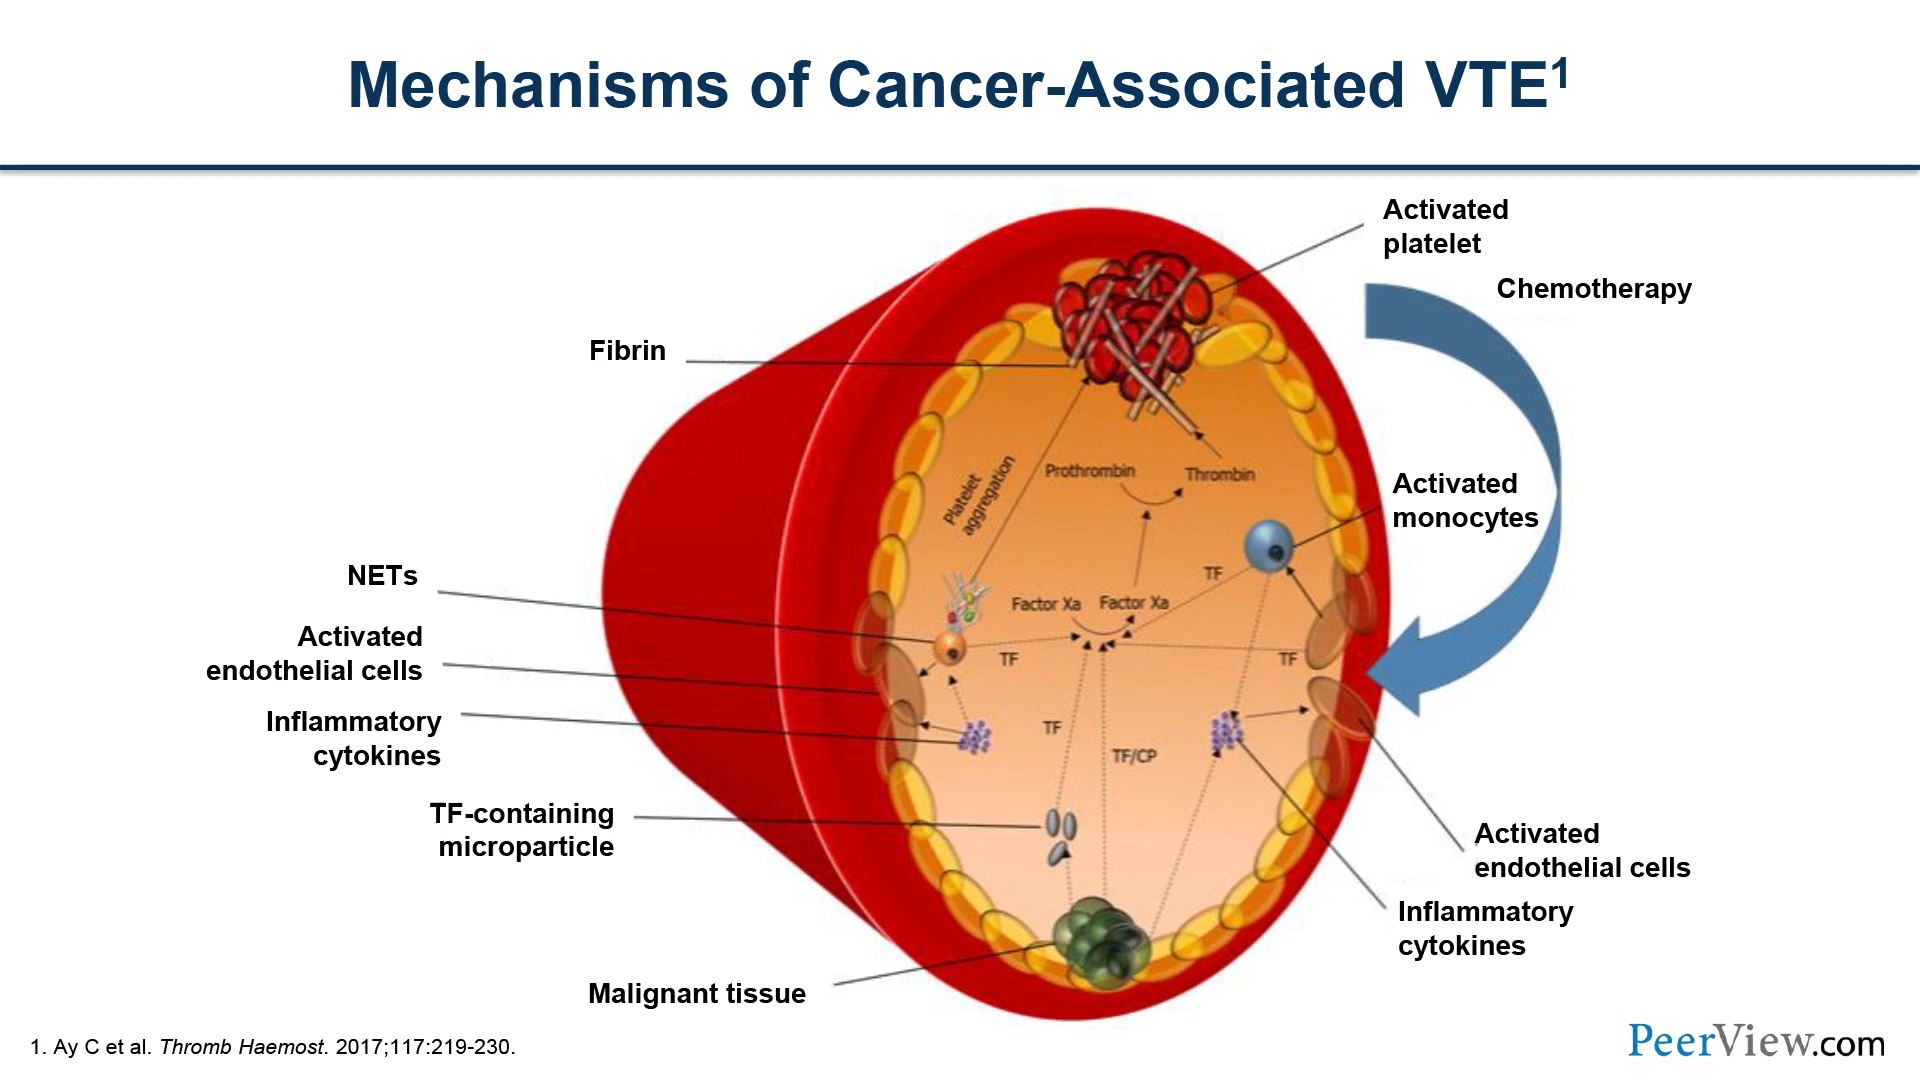 Mechanisms of Cancer-Associated VTE1
Activated
platelet
Chemotherapy
Fibrin
Platelet
aggregation
Prothrombin
Thrombin
Activated
monocytes
TF
NETs
Factor Xa
Factor Xa
Activated
endothelial cells
TF
TF
Inflammatory
cytokines
TF
TF/CP
TF-containing
microparticle
Activated
endothelial cells
Inflammatory
cytokines
Malignant tissue
1. Ay C et al. Thromb Haemost. 2017;117:219-230.
PeerView.com